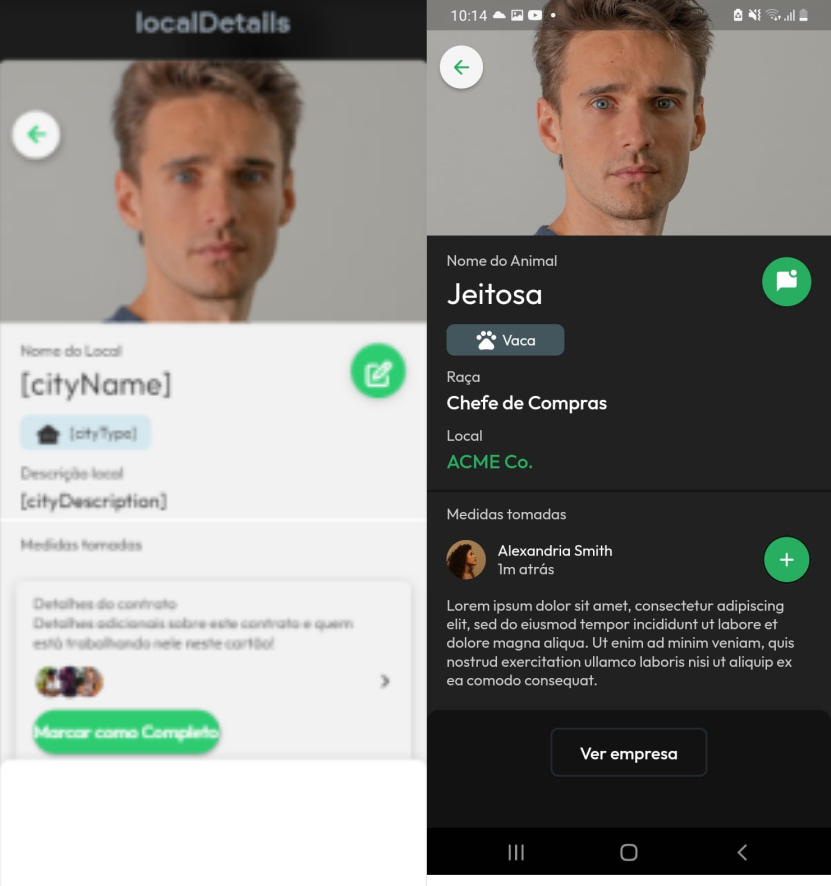 localDetails
Nome do Local
[cityName]
[cityType]
Descrição local
[cityDescription]
Medidas tomadas
Detalhes do contrato
Detalhes adicionais sobre este contrato e quem
está trabalhando nele neste cartão!
Marcar como Completo
10:14
Nome do Animal
Jeitosa
Vaca
Raça
Chefe de Compras
Local
ACME Co.
Medidas tomadas
Alexandria Smith
1m atrás
Lorem ipsum dolor sit amet, consectetur adipiscing
elit, sed do eiusmod tempor incididunt ut labore et
dolore magna aliqua. Ut enim ad minim veniam, quis
nostrud exercitation ullamco laboris nisi ut aliquip ex
ea comodo consequat.
Ver empresa